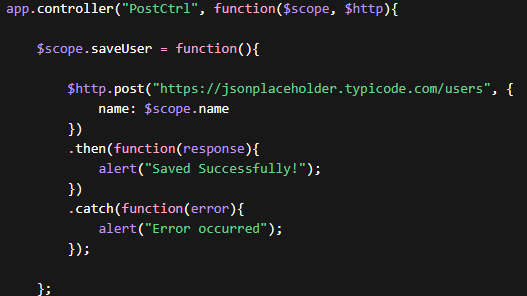 app.controller("PostCtrl", function($scope, $http){
$scope.saveUser = function(){
$http.post("https://jsonplaceholder.typicode.com/users", {
name: $scope.name
})
.then(function(response){
alert("Saved Successfully!");
})
.catch(function(error){
alert("Error occurred");
});
};